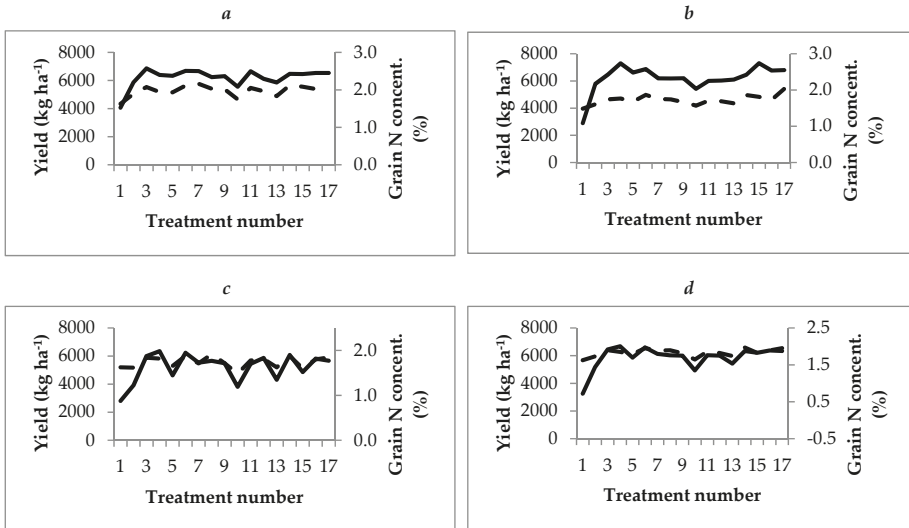 a
Yield (kg ha⁻¹)
8000
6000
4000
2000
0
3.0
2.0
1.0
0.0
Grain N concent.
(%)
1 3 5 7 9 11 13 15 17
Treatment number
b
Yield (kg ha⁻¹)
8000
6000
4000
2000
0
3.0
2.0
1.0
0.0
Grain N concent.
(%)
1 3 5 7 9 11 13 15 17
Treatment number
c
Yield (kg ha⁻¹)
8000
6000
4000
2000
0
2.0
1.0
0.0
Grain N concent.
(%)
1 3 5 7 9 11 13 15 17
Treatment number
d
Yield (kg ha⁻¹)
8000
6000
4000
2000
0
2.5
1.5
0.5
-0.5
Grain N concent.
(%)
1 3 5 7 9 11 13 15 17
Treatment number